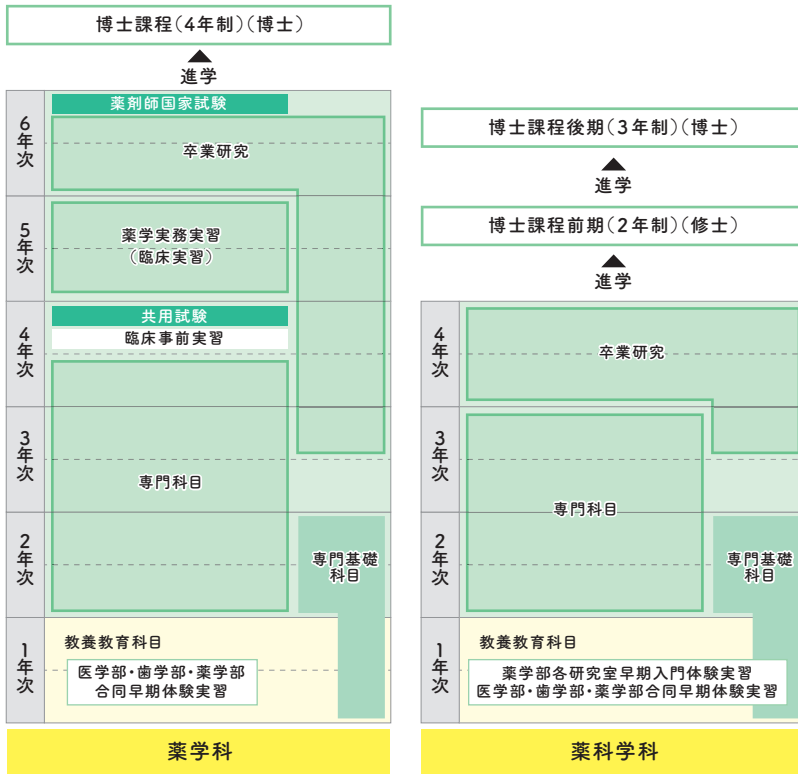 博士課程(4年制)(博士)
進学
6年次
薬剤師国家試験
卒業研究
5年次
薬学実務実習
(臨床実習)
4年次
共用試験
臨床事前実習
3年次
専門科目
2年次
専門基礎
科目
1年次
教養教育科目
医学部・歯学部・薬学部
合同早期体験実習
薬学科
博士課程後期(3年制)(博士)
進学
博士課程前期(2年制)(修士)
進学
4年次
卒業研究
3年次
専門科目
2年次
専門基礎
科目
1年次
教養教育科目
薬学部各研究室早期入門体験実習
医学部・歯学部・薬学部合同早期体験実習
薬科学科